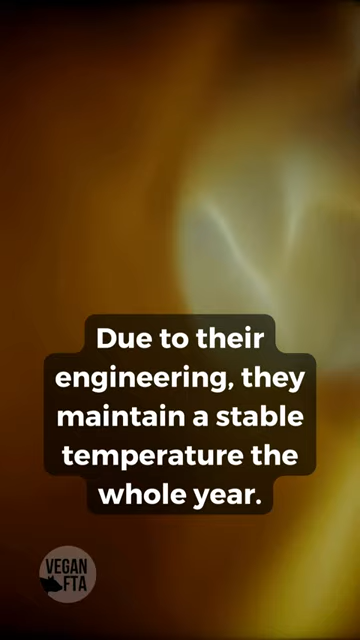 Due to their
engineering, they
maintain a stable
temperature the
whole year.
VEGAN
FTA